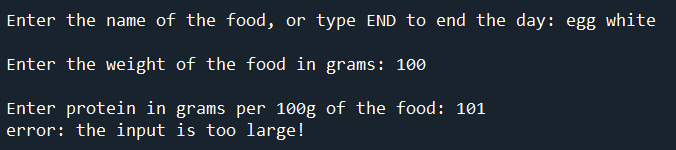 Enter the name of the food, or type END to end the day: egg white
Enter the weight of the food in grams: 100
Enter protein in grams per 100g of the food: 101
error: the input is too large!